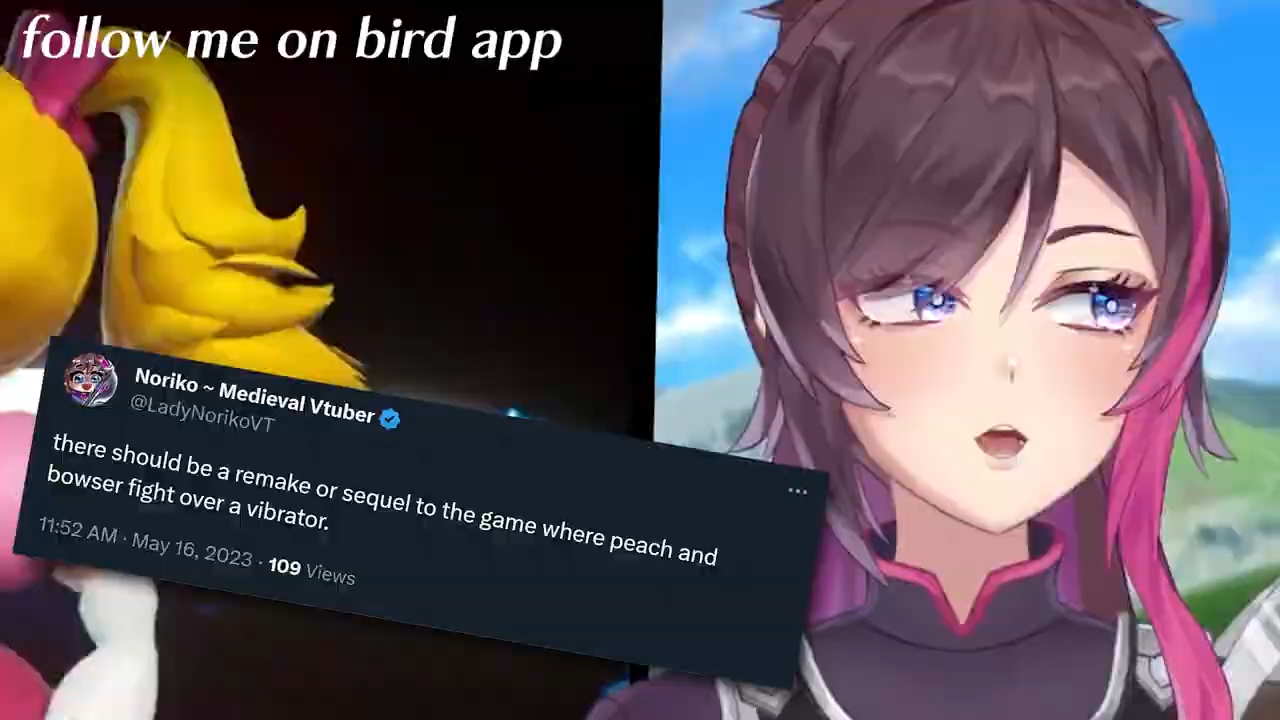 follow me on bird app
Noriko ~ Medieval Vtuber
@LadyNorikoVT
there should be a remake or sequel to the game where peach and
bowser fight over a vibrator.
11:52 AM · May 16, 2023 · 109 Views